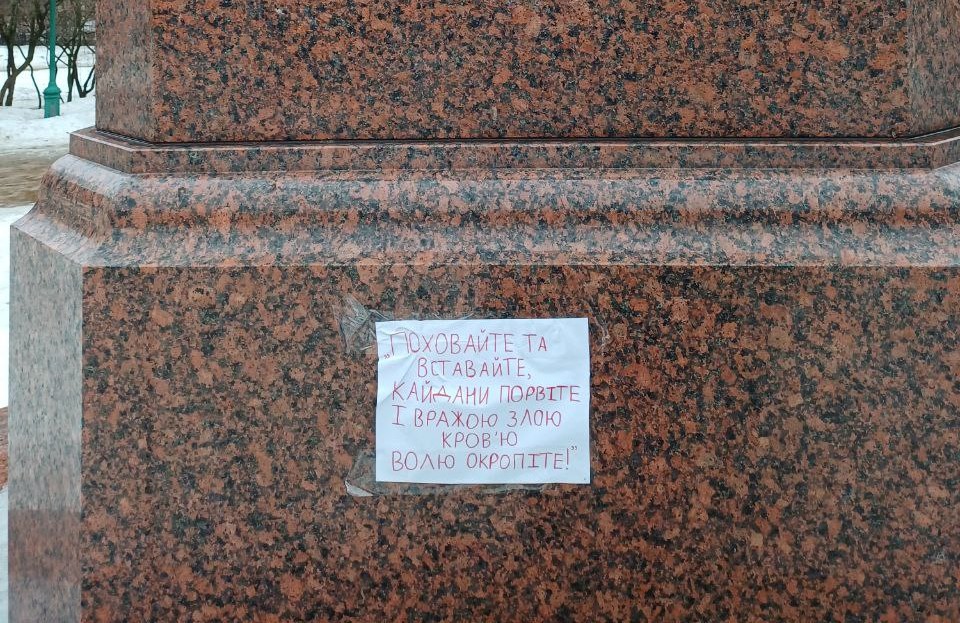 „ПОХОВАЙТЕ ТА
ВСТАВАЙТЕ,
КАЙДАНИ ПОРВІТЕ
І ВРАЖОЮ ЗЛОЮ
КРОВ'Ю
ВОЛЮ ОКРОПІТЕ!"